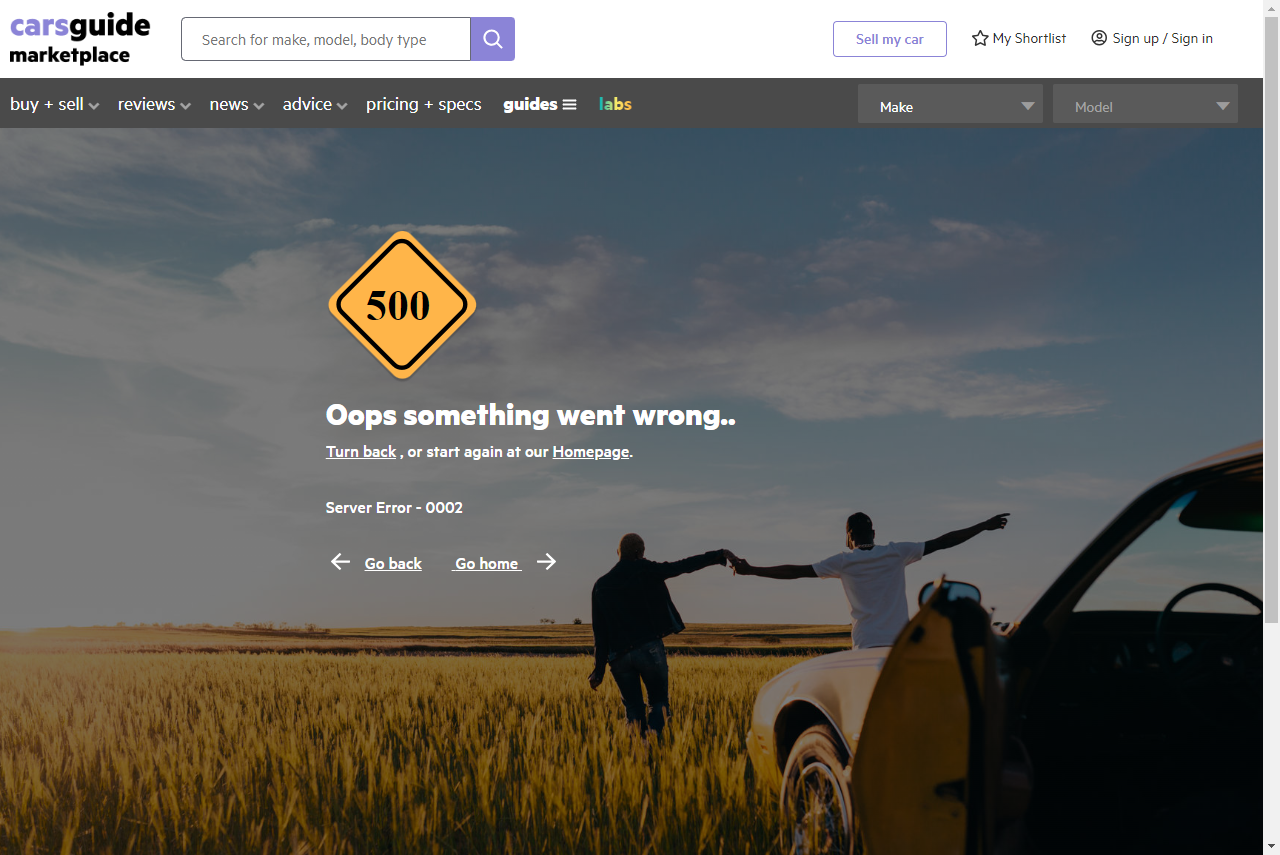 carsguide
marketplace
Search for make, model, body type
Sell my car
My Shortlist
Sign up / Sign in
buy + sell
reviews
news
advice
pricing + specs
guides
labs
Make
Model
500
Oops something went wrong..
Turn back , or start again at our Homepage.
Server Error - 0002
Go back
Go home